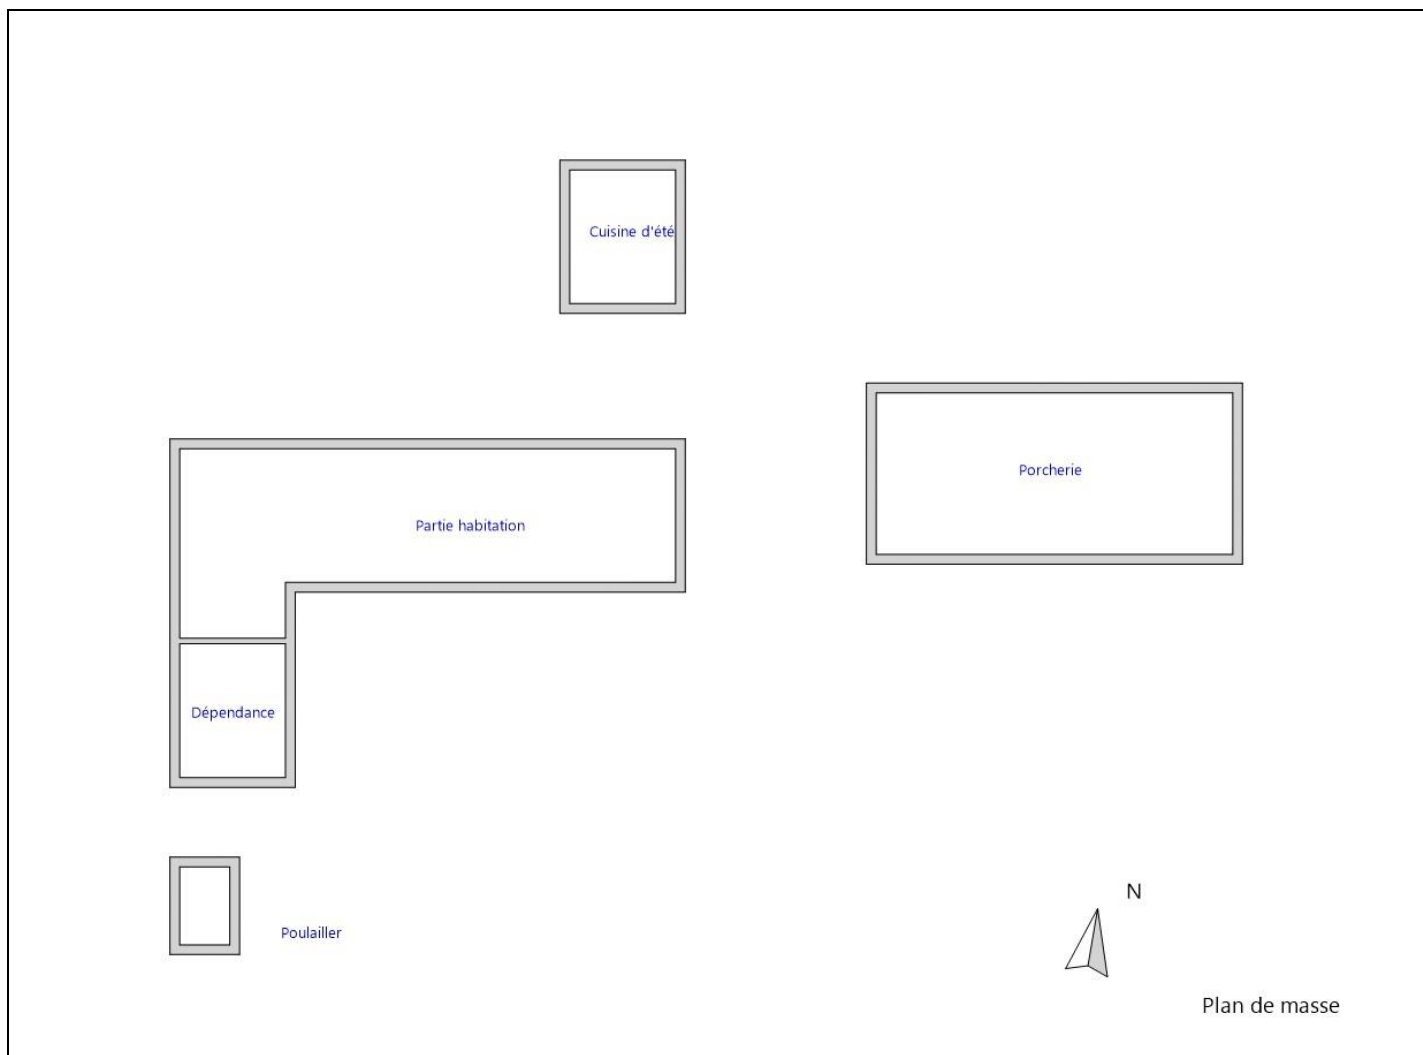 Cuisine d'été
Porcherie
Partie habitation
Dépendance
Poulailler
N
Plan de masse